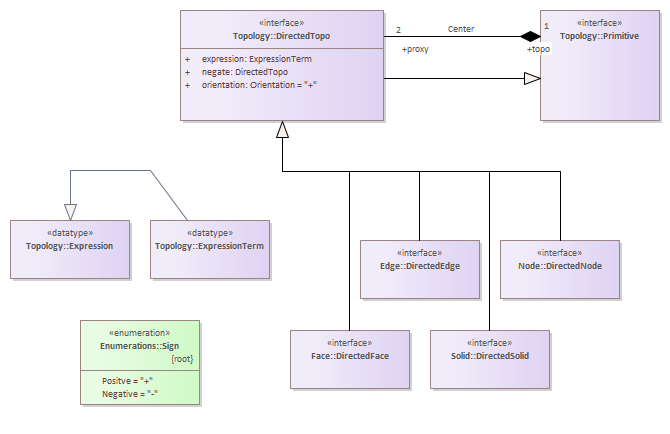 «interface»
Topology::DirectedTopo
+ expression: ExpressionTerm
+ negate: DirectedTopo
+ orientation: Orientation = "+"
2
Center
1
+proxy
+topo
«interface»
Topology::Primitive
«datatype»
Topology::Expression
«datatype»
Topology::ExpressionTerm
«interface»
Edge::DirectedEdge
«interface»
Node::DirectedNode
«enumeration»
Enumerations::Sign
{root}
Positve = "+"
Negative = "-"
«interface»
Face::DirectedFace
«interface»
Solid::DirectedSolid